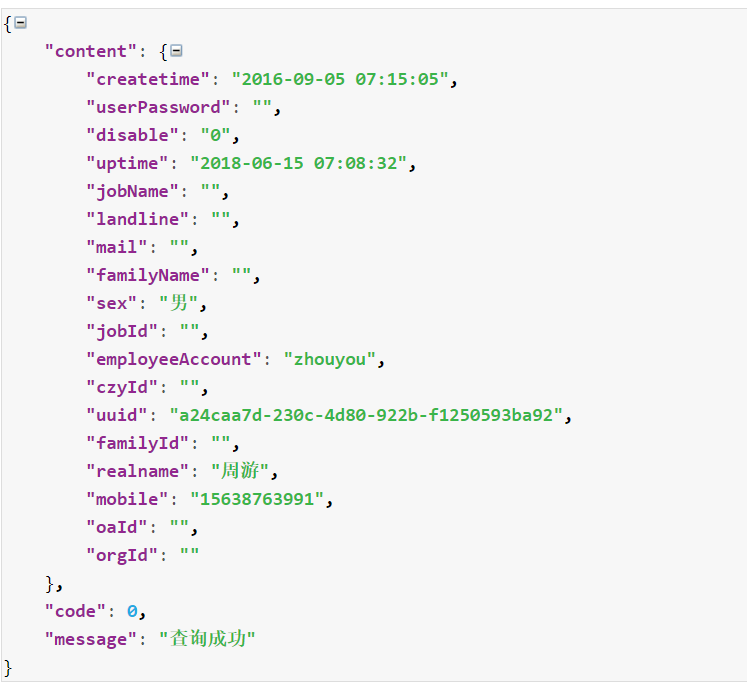 {
"content": {
"createtime": "2016-09-05 07:15:05",
"userPassword": "",
"disable": "0",
"uptime": "2018-06-15 07:08:32",
"jobName": "",
"landline": "",
"mail": "",
"familyName": "",
"sex": "男",
"jobId": "",
"employeeAccount": "zhouyou",
"czyId": "",
"uuid": "a24caa7d-230c-4d80-922b-f1250593ba92",
"familyId": "",
"realname": "周游",
"mobile": "15638763991",
"oaId": "",
"orgId": ""
},
"code": 0,
"message": "查询成功"
}